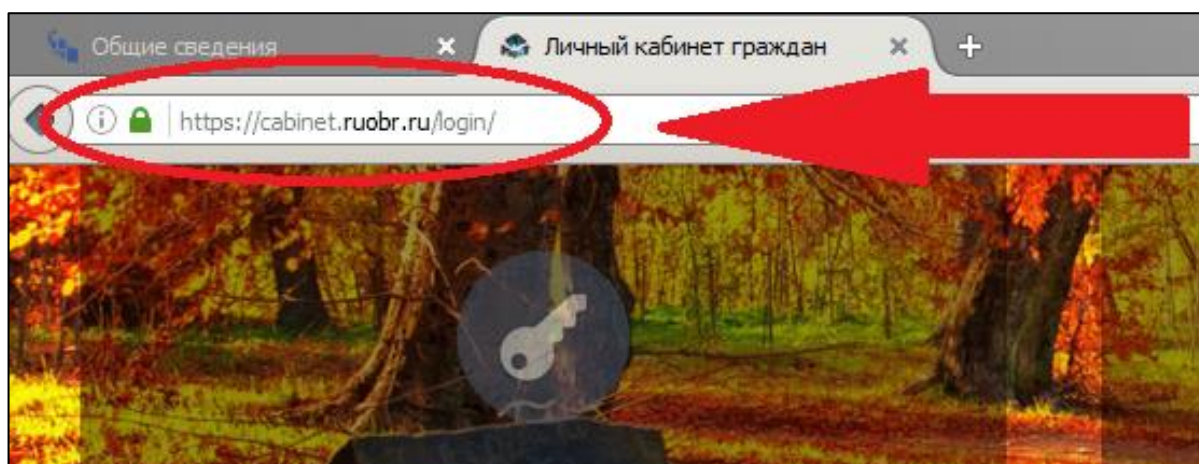 Общие сведения
Личный кабинет граждан
https://cabinet.ruobr.ru/login/